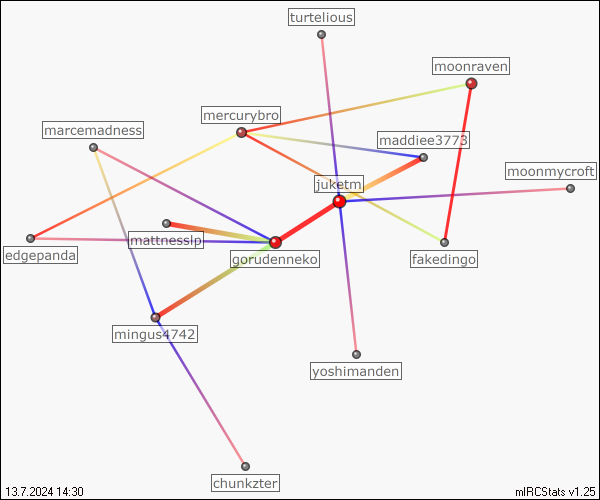 turtelious
moonraven
mercurybro
marcemadness
maddiee3773
moonmycroft
juketm
mattnessip
edgepanda
gorudenneko
fakedingo
mingus4742
yoshimanden
chunkzter
13.7.2024 14:30
mIRCStats v1.25